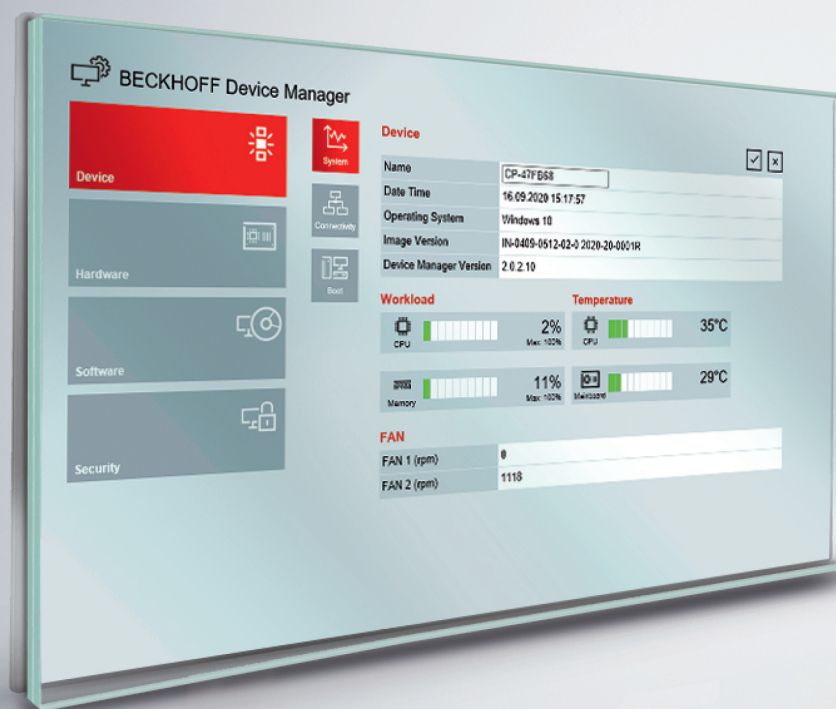 BECKHOFF Device Manager
Device
Hardware
Software
Security
System
Connectivity
Boot
Device
Name CP-47FB68
Date Time 16.09.2020 15:17:57
Operating System Windows 10
Image Version IN-0409-0512-02-0 2020-20-0001R
Device Manager Version 2.0.2.10
Workload Temperature
2% 35°C
CPU Max: 100% CPU
11% 29°C
Memory Max: 100% Mainboard
FAN
FAN 1 (rpm) 0
FAN 2 (rpm) 1118